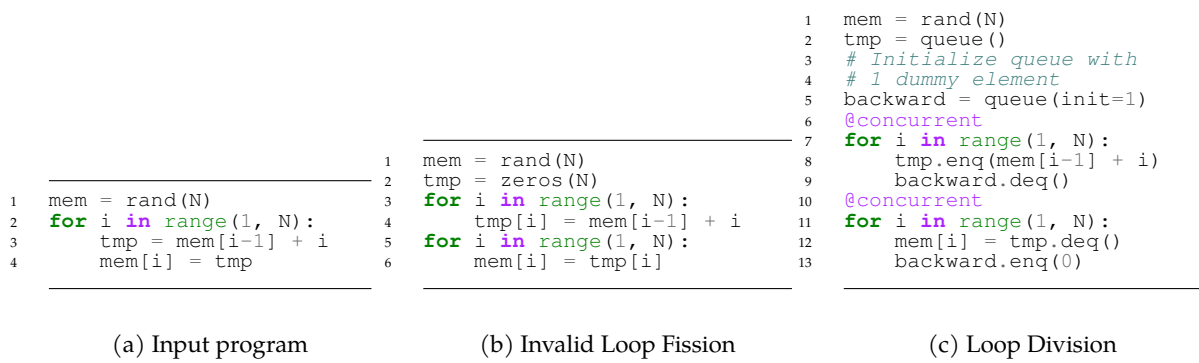 1 mem = rand(N)
2 for i in range(1, N):
3 tmp = mem[i-1] + i
4 mem[i] = tmp
(a) Input program
1 mem = rand(N)
2 tmp = zeros(N)
3 for i in range(1, N):
4 tmp[i] = mem[i-1] + i
5 for i in range(1, N):
6 mem[i] = tmp[i]
(b) Invalid Loop Fission
1 mem = rand(N)
2 tmp = queue()
3 # Initialize queue with
4 # 1 dummy element
5 backward = queue(init=1)
6 @concurrent
7 for i in range(1, N):
8 tmp.enq(mem[i-1] + i)
9 backward.deq()
10 @concurrent
11 for i in range(1, N):
12 mem[i] = tmp.deq()
13 backward.enq(0)
(c) Loop Division